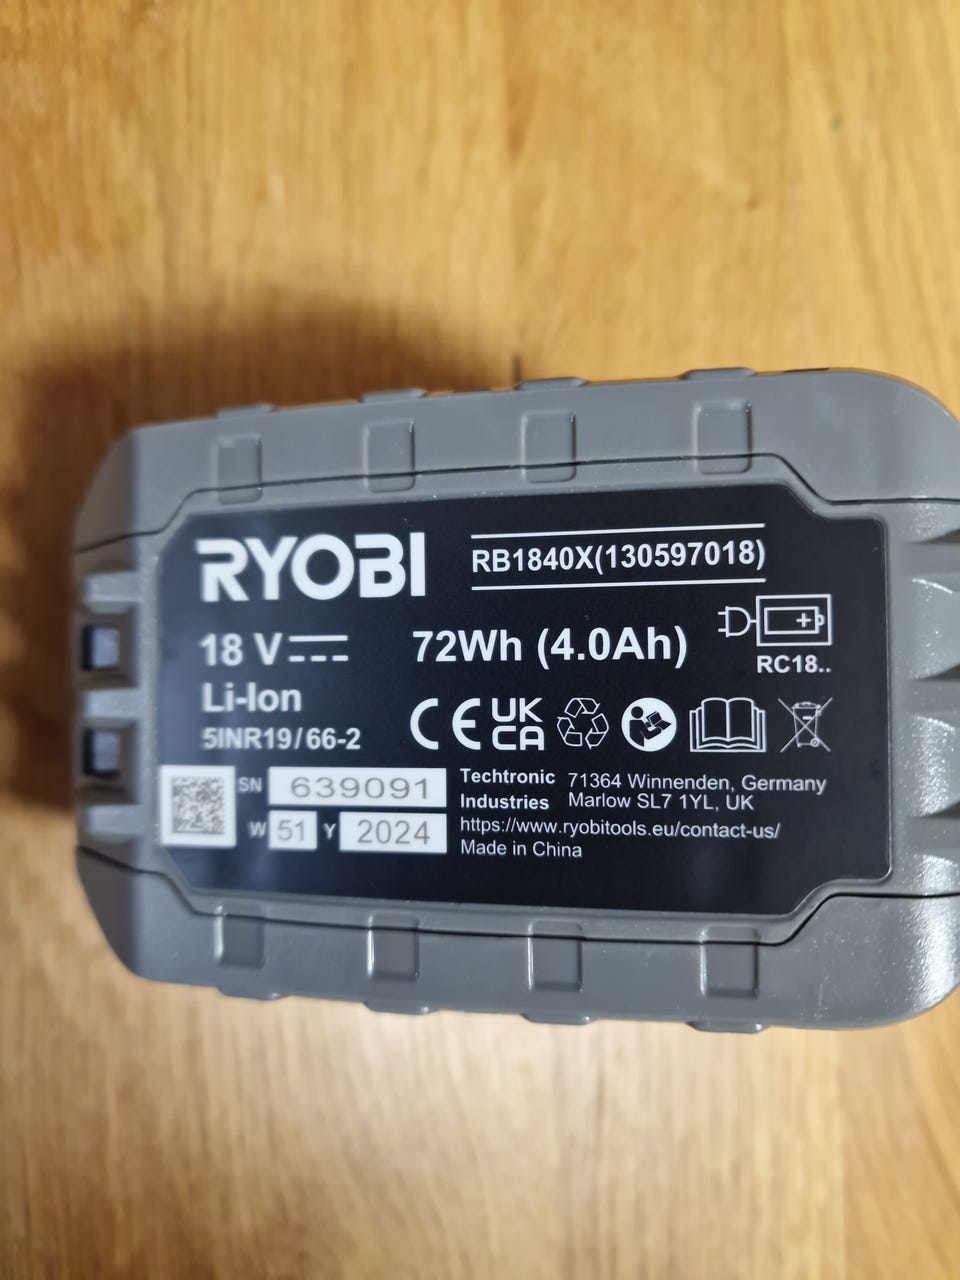 RYOBI
RB1840X(130597018)
18 V
72Wh (4.0Ah)
RC18..
Li-Ion
5INR19/66-2
CE UK CA
SN 639091
W 51 Y 2024
Techtronic Industries
71364 Winnenden, Germany
Marlow SL7 1YL, UK
https://www.ryobitools.eu/contact-us/
Made in China